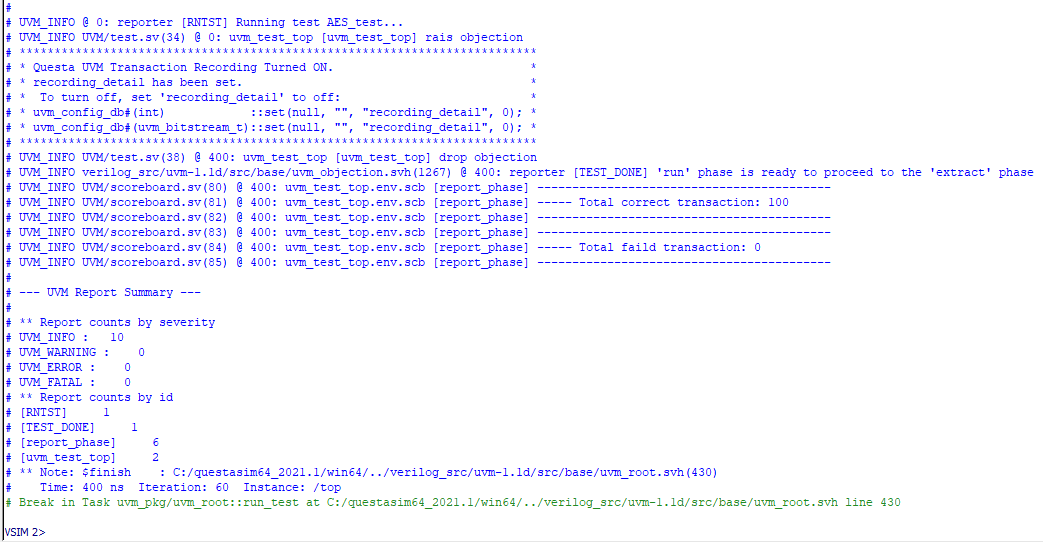 #
# UVM_INFO @ 0: reporter [RNTST] Running test AES_test...
# UVM_INFO UVM/test.sv(34) @ 0: uvm_test_top [uvm_test_top] rais objection
# **************************************************************************
# * Questa UVM Transaction Recording Turned ON.                            *
# * recording_detail has been set.                                         *
# *  To turn off, set 'recording_detail' to off:                           *
# * uvm_config_db#(int)            ::set(null, "", "recording_detail", 0); *
# * uvm_config_db#(uvm_bitstream_t)::set(null, "", "recording_detail", 0); *
# **************************************************************************
# UVM_INFO UVM/test.sv(38) @ 400: uvm_test_top [uvm_test_top] drop objection
# UVM_INFO verilog_src/uvm-1.1d/src/base/uvm_objection.svh(1267) @ 400: reporter [TEST_DONE] 'run' phase is ready to proceed to the 'extract' phase
# UVM_INFO UVM/scoreboard.sv(80) @ 400: uvm_test_top.env.scb [report_phase] ------------------------------------------
# UVM_INFO UVM/scoreboard.sv(81) @ 400: uvm_test_top.env.scb [report_phase] ----- Total correct transaction: 100
# UVM_INFO UVM/scoreboard.sv(82) @ 400: uvm_test_top.env.scb [report_phase] ------------------------------------------
# UVM_INFO UVM/scoreboard.sv(83) @ 400: uvm_test_top.env.scb [report_phase] ------------------------------------------
# UVM_INFO UVM/scoreboard.sv(84) @ 400: uvm_test_top.env.scb [report_phase] ----- Total faild transaction: 0
# UVM_INFO UVM/scoreboard.sv(85) @ 400: uvm_test_top.env.scb [report_phase] ------------------------------------------
#
# --- UVM Report Summary ---
#
# ** Report counts by severity
# UVM_INFO :   10
# UVM_WARNING :    0
# UVM_ERROR :    0
# UVM_FATAL :    0
# ** Report counts by id
# [RNTST]     1
# [TEST_DONE]     1
# [report_phase]     6
# [uvm_test_top]     2
# ** Note: $finish    : C:/questasim64_2021.1/win64/../verilog_src/uvm-1.1d/src/base/uvm_root.svh(430)
#    Time: 400 ns  Iteration: 60  Instance: /top
# Break in Task uvm_pkg/uvm_root::run_test at C:/questasim64_2021.1/win64/../verilog_src/uvm-1.1d/src/base/uvm_root.svh line 430
VSIM 2>